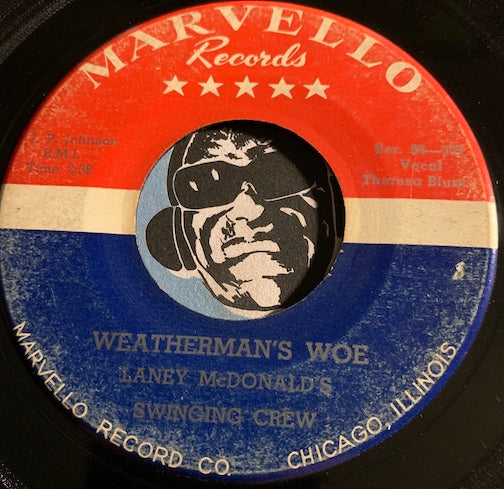 MARVELLO
Records
J. P. Johnson
B.M.I.
Time 2:38
Ser.
Vocal
Theresa
WEATHERMAN'S WOE
LANEY McDONALD'S
SWINGING CREW
MARVELLO RECORD CO. CHICAGO, ILLINOIS